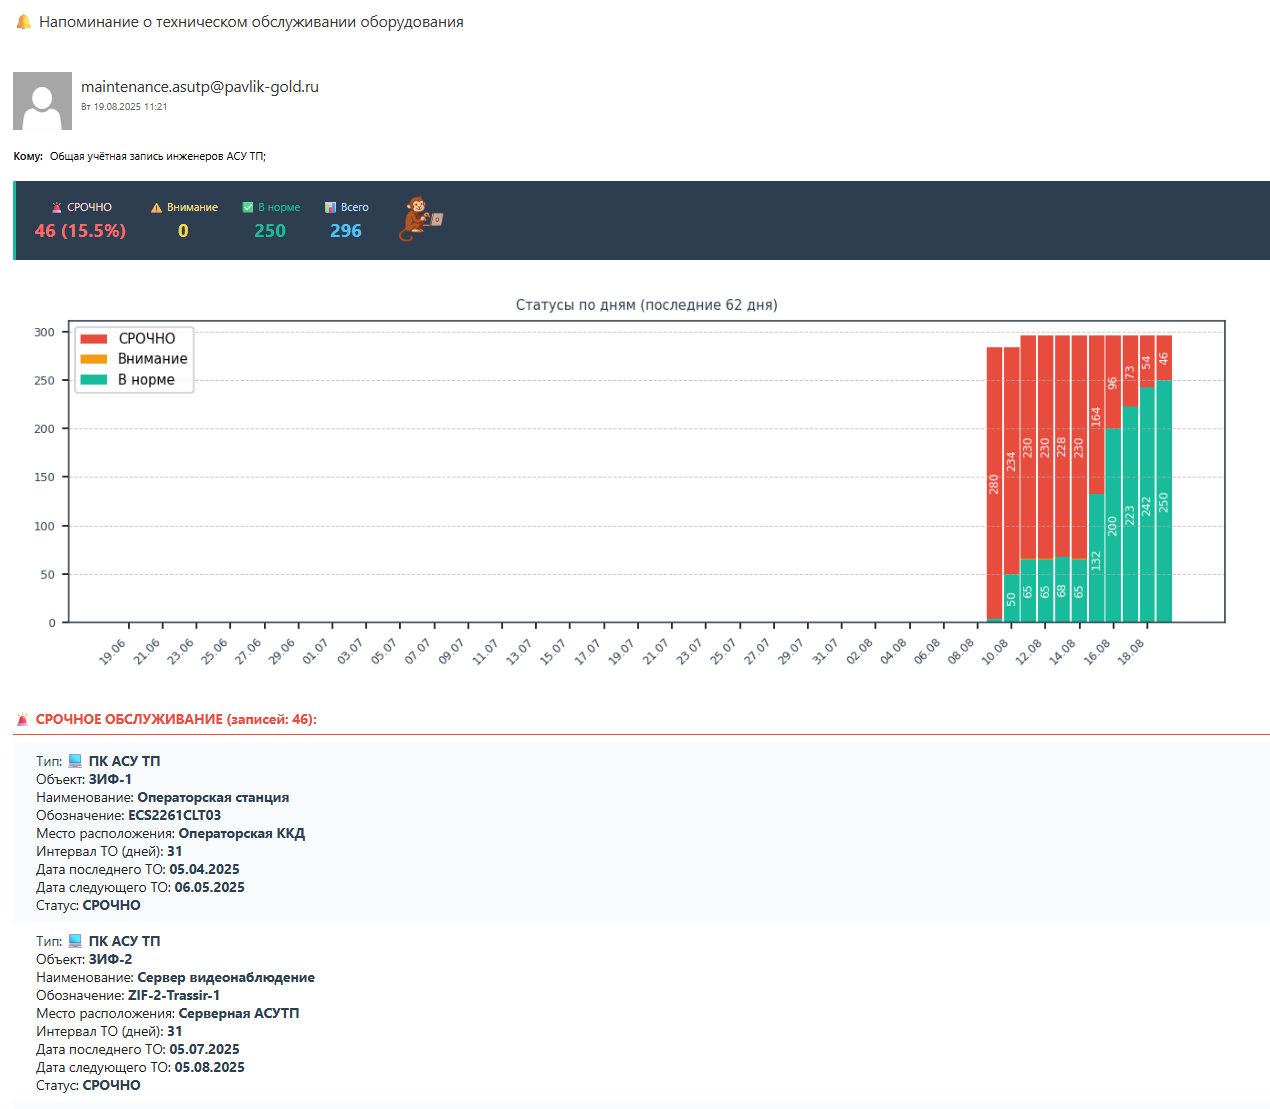 Напоминание о техническом обслуживании оборудования
maintenance.asutp@pavlik-gold.ru
Вт 19.08.2025 11:21
Кому: Общая учётная запись инженеров АСУ ТП;
СРОЧНО Внимание В норме Всего
46 (15.5%) 0 250 296
Статусы по дням (последние 62 дня)
СРОЧНО
Внимание
В норме
300
250
200
150
100
50
0
280 234 230 230 228 230 164 96 73 54 46
50 65 65 68 65 132 200 223 242 250
19.06 21.06 23.06 25.06 27.06 29.06 01.07 03.07 05.07 07.07 09.07 11.07 13.07 15.07 17.07 19.07 21.07 23.07 25.07 27.07 29.07 31.07 02.08 04.08 06.08 08.08 10.08 12.08 14.08 16.08 18.08
СРОЧНОЕ ОБСЛУЖИВАНИЕ (записей: 46):
Тип: ПК АСУ ТП
Объект: ЗИФ-1
Наименование: Операторская станция
Обозначение: ECS2261CLT03
Место расположения: Операторская ККД
Интервал ТО (дней): 31
Дата последнего ТО: 05.04.2025
Дата следующего ТО: 06.05.2025
Статус: СРОЧНО
Тип: ПК АСУ ТП
Объект: ЗИФ-2
Наименование: Сервер видеонаблюдение
Обозначение: ZIF-2-Trassir-1
Место расположения: Серверная АСУТП
Интервал ТО (дней): 31
Дата последнего ТО: 05.07.2025
Дата следующего ТО: 05.08.2025
Статус: СРОЧНО